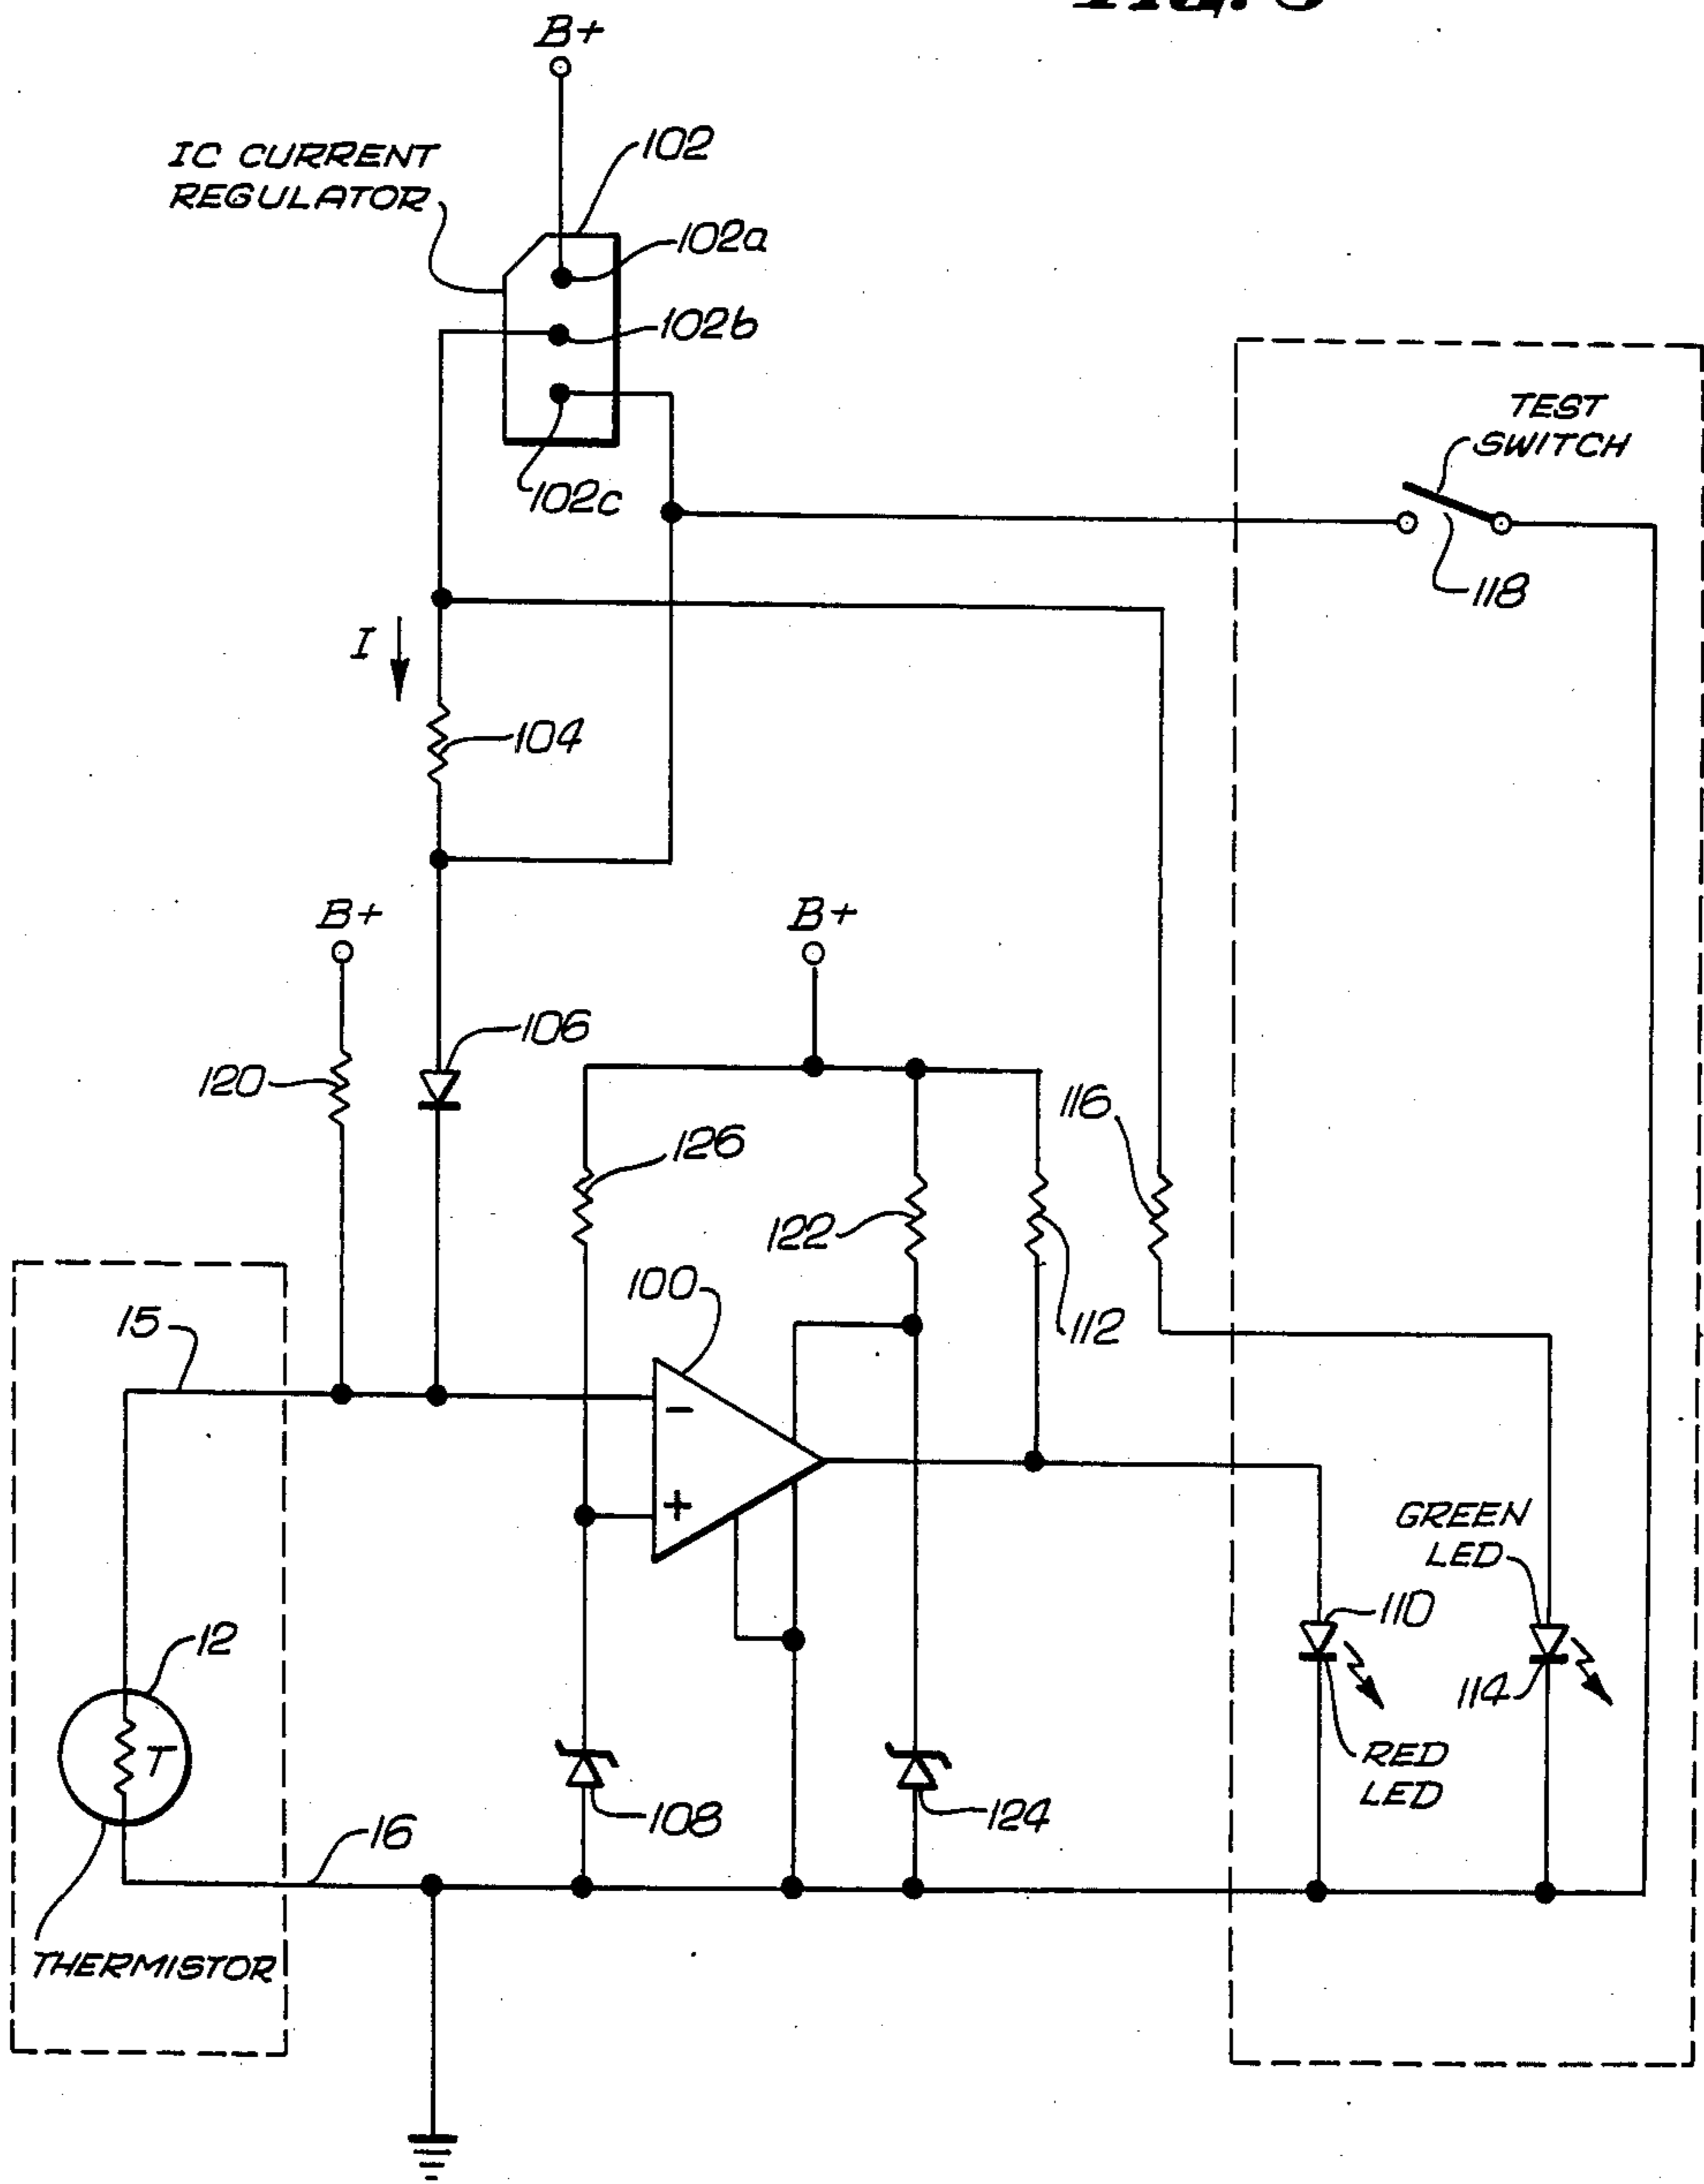 B+
IC CURRENT
REGULATOR
102
102a
102b
102c
TEST
SWITCH
118
I
104
B+
B+
106
120
126
116
122
112
100
15
-
+
GREEN
LED
110
12
T
114
RED
LED
108
124
16
THERMISTOR